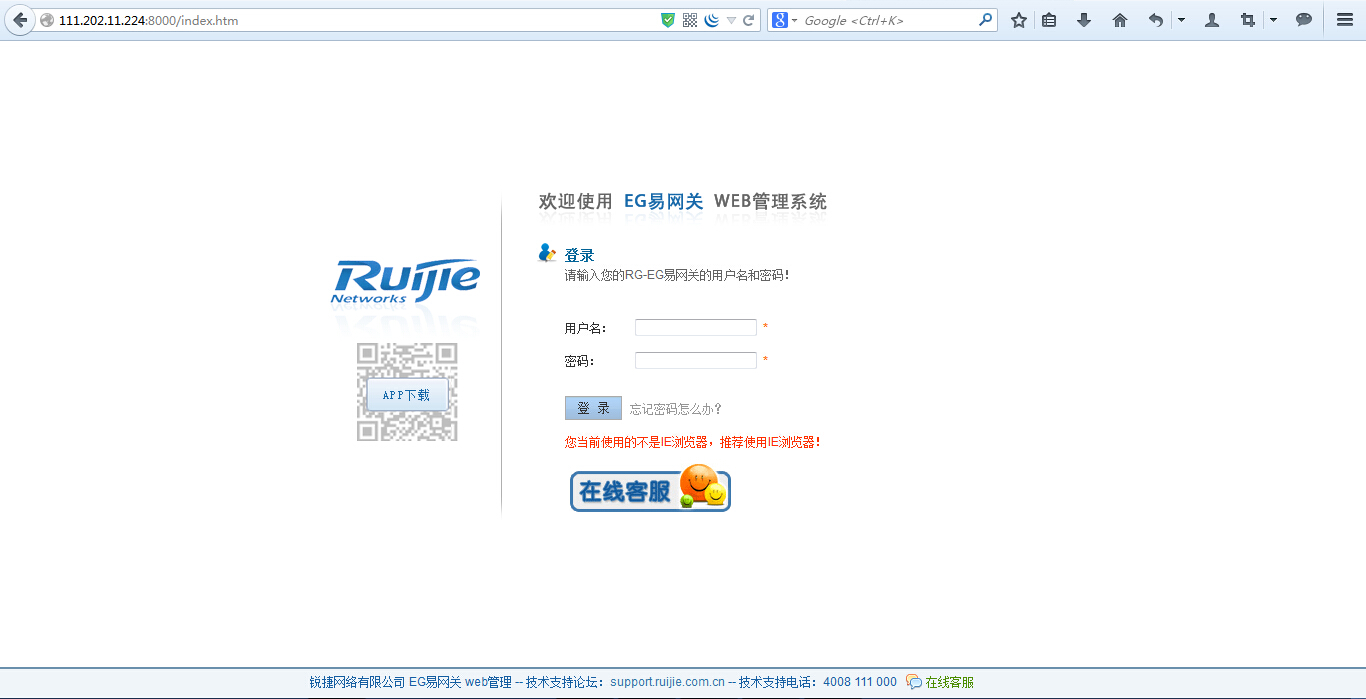 111.202.11.224:8000/index.htm
Google <Ctrl+K>
欢迎使用 EG易网关 WEB管理系统
登录
请输入您的RG-EG易网关的用户名和密码！
Ruijie
Networks
用户名： *
密码： *
APP下载
登 录 忘记密码怎么办？
您当前使用的不是IE浏览器，推荐使用IE浏览器！
在线客服
锐捷网络有限公司 EG易网关 web管理 -- 技术支持论坛：support.ruijie.com.cn -- 技术支持电话：4008 111 000 在线客服